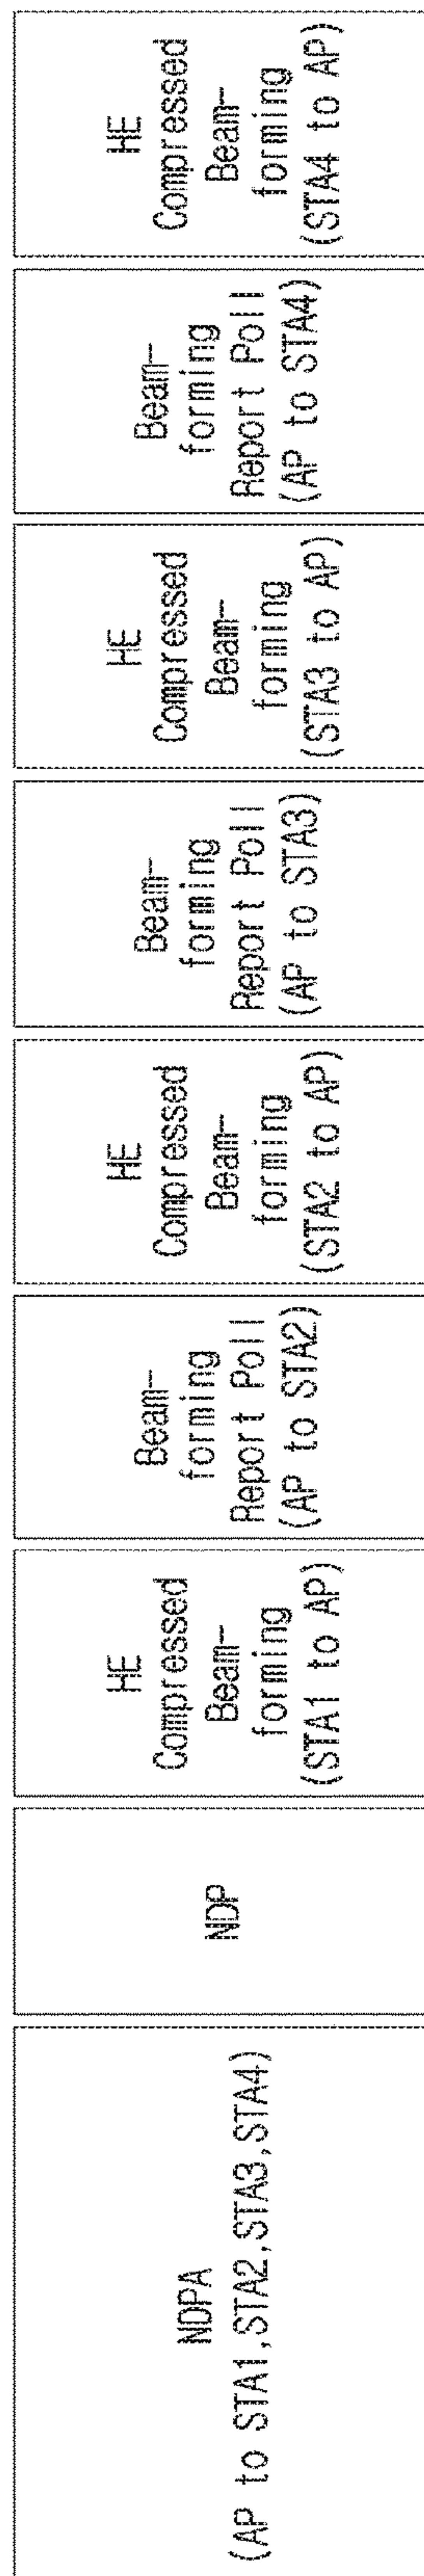 NDPA
(AP to STA1,STA2,STA3,STA4)
NDP
HE
Compressed
Beam-
forming
(STA1 to AP)
Beam-
forming
Report Poll
(AP to STA2)
HE
Compressed
Beam-
forming
(STA2 to AP)
Beam-
forming
Report Poll
(AP to STA3)
HE
Compressed
Beam-
forming
(STA3 to AP)
Beam-
forming
Report Poll
(AP to STA4)
HE
Compressed
Beam-
forming
(STA4 to AP)